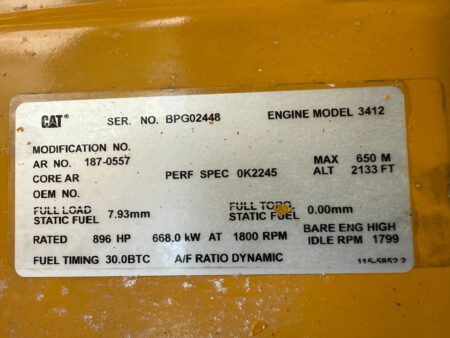 CAT® SER. NO. BPG02448 ENGINE MODEL 3412
MODIFICATION NO.
AR NO. 187-0557 MAX 650 M
CORE AR PERF SPEC 0K2245 ALT 2133 FT
OEM NO.
FULL LOAD STATIC FUEL 7.93mm FULL TORQ. STATIC FUEL 0.00mm
RATED 896 HP 668.0 kW AT 1800 RPM BARE ENG HIGH IDLE RPM 1799
FUEL TIMING 30.0BTC A/F RATIO DYNAMIC 115-5852 2